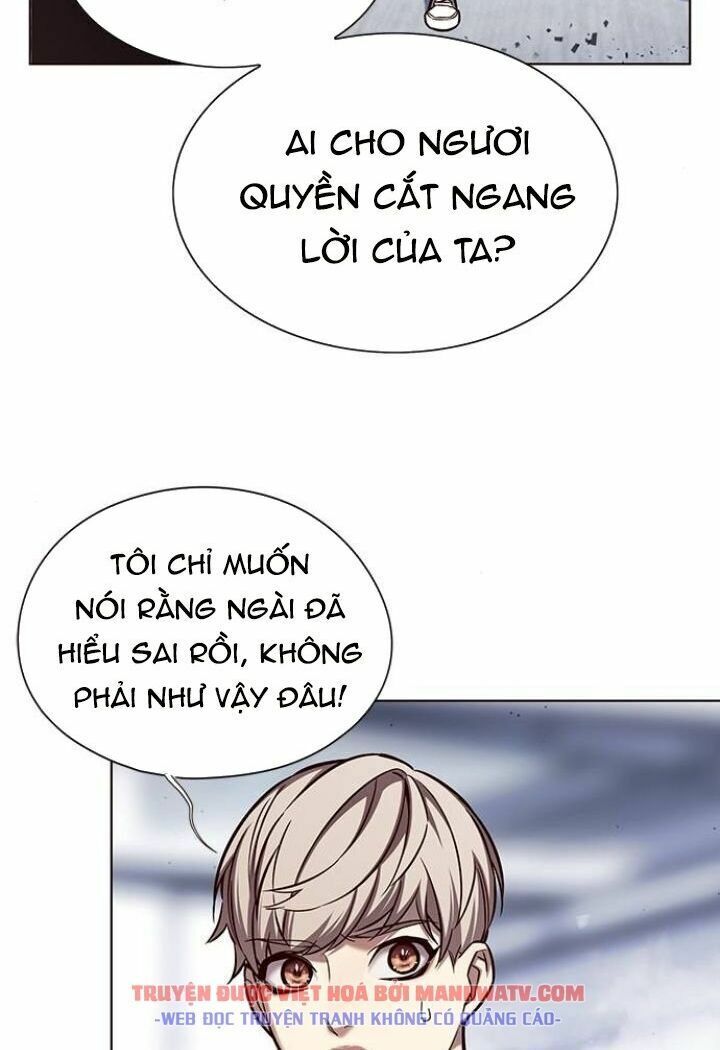 AI CHO NGƯƠI
QUYỀN CẮT NGANG
LỜI CỦA TA?
TÔI CHỈ MUỐN
NÓI RẰNG NGÀI ĐÃ
HIỂU SAI RỒI, KHÔNG
PHẢI NHƯ VẬY ĐÂU!
TRUYỆN ĐƯỢC VIỆT HOÁ BỞI MANHWATV.COM
-WEB ĐỌC TRUYỆN TRANH KHÔNG CÓ QUẢNG CÁO-